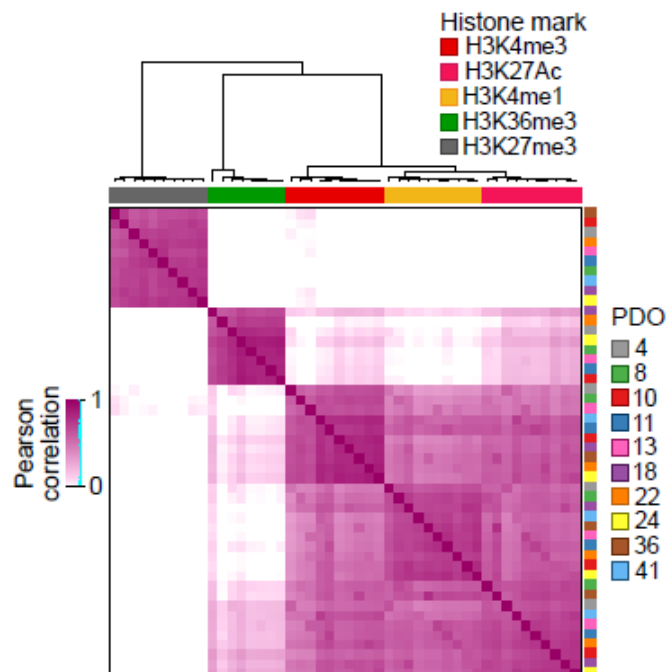 Histone mark
H3K4me3
H3K27Ac
H3K4me1
H3K36me3
H3K27me3
PDO
4
8
10
11
13
18
22
24
36
41
Pearson
correlation
1
0